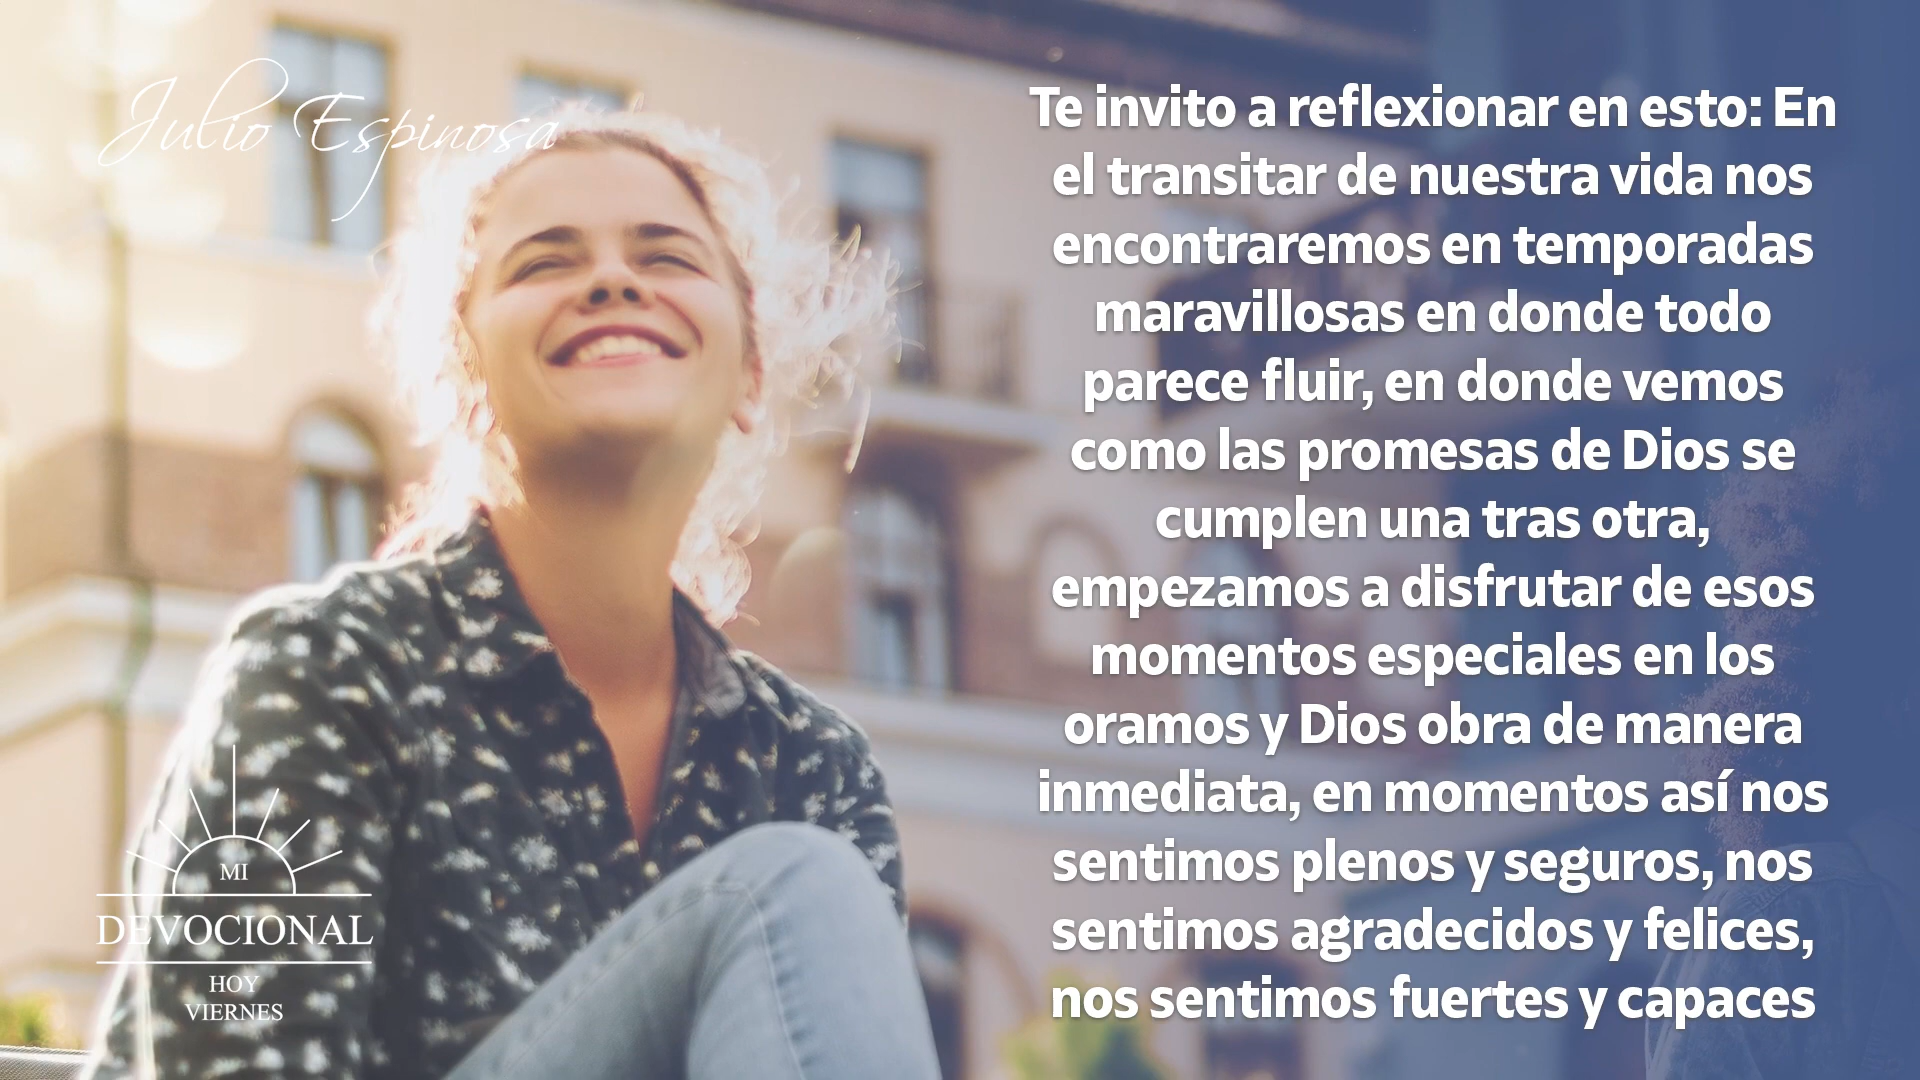 Julio Espinosa
Te invito a reflexionar en esto: En
el transitar de nuestra vida nos
encontraremos en temporadas
maravillosas en donde todo
parece fluir, en donde vemos
como las promesas de Dios se
cumplen una tras otra,
empezamos a disfrutar de esos
momentos especiales en los
oramos y Dios obra de manera
inmediata, en momentos así nos
sentimos plenos y seguros, nos
sentimos agradecidos y felices,
nos sentimos fuertes y capaces
MI
DEVOCIONAL
HOY
VIERNES